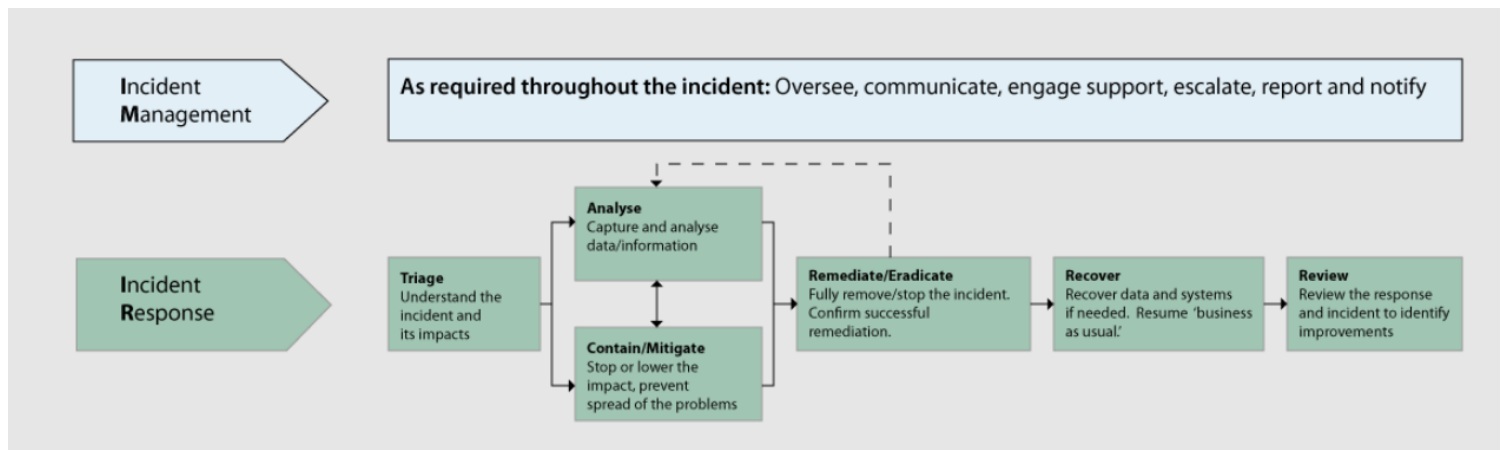 Incident
Management
As required throughout the incident: Oversee, communicate, engage support, escalate, report and notify
Incident
Response
Triage
Understand the
incident and
its impacts
Analyse
Capture and analyse
data/information
Contain/Mitigate
Stop or lower the
impact, prevent
spread of the problems
Remediate/Eradicate
Fully remove/stop the incident.
Confirm successful
remediation.
Recover
Recover data and systems
if needed. Resume ‘business
as usual.’
Review
Review the response
and incident to identify
improvements